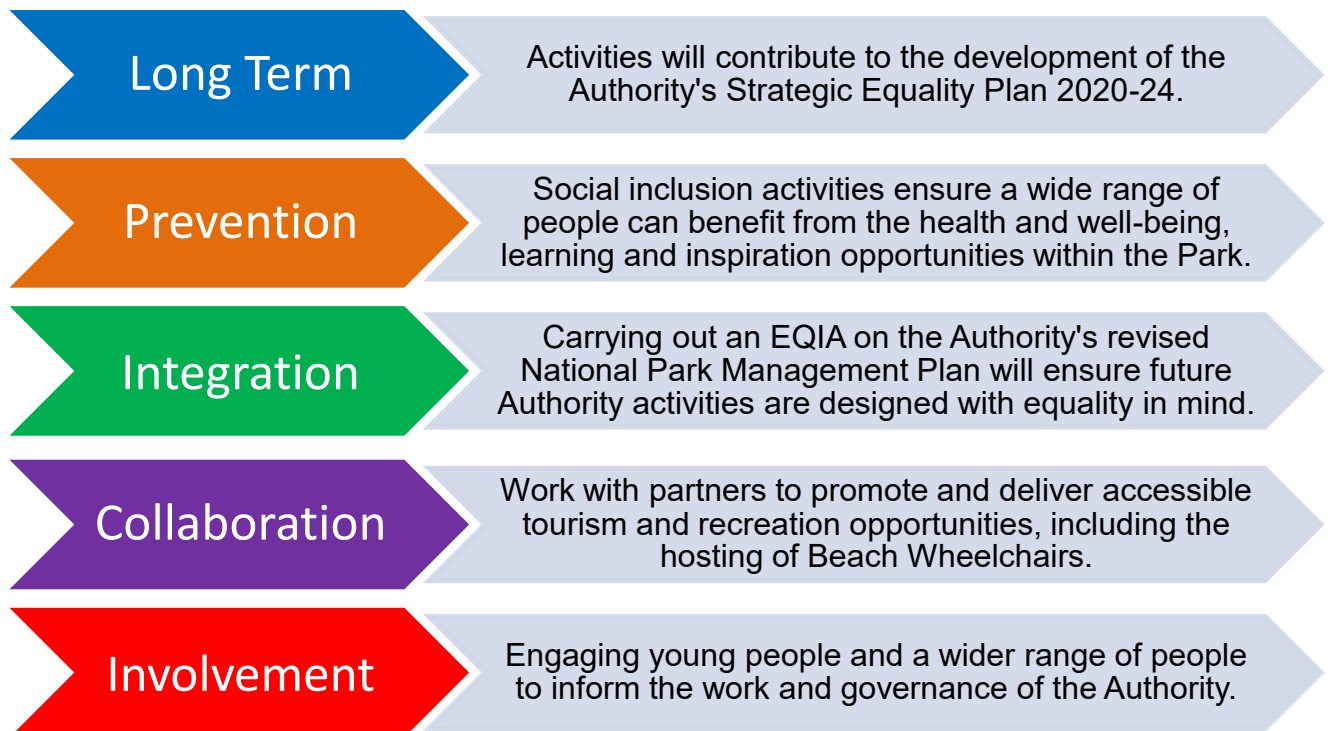 Long Term
Activities will contribute to the development of the
Authority's Strategic Equality Plan 2020-24.
Prevention
Social inclusion activities ensure a wide range of
people can benefit from the health and well-being,
learning and inspiration opportunities within the Park.
Integration
Carrying out an EQIA on the Authority's revised
National Park Management Plan will ensure future
Authority activities are designed with equality in mind.
Collaboration
Work with partners to promote and deliver accessible
tourism and recreation opportunities, including the
hosting of Beach Wheelchairs.
Involvement
Engaging young people and a wider range of people
to inform the work and governance of the Authority.